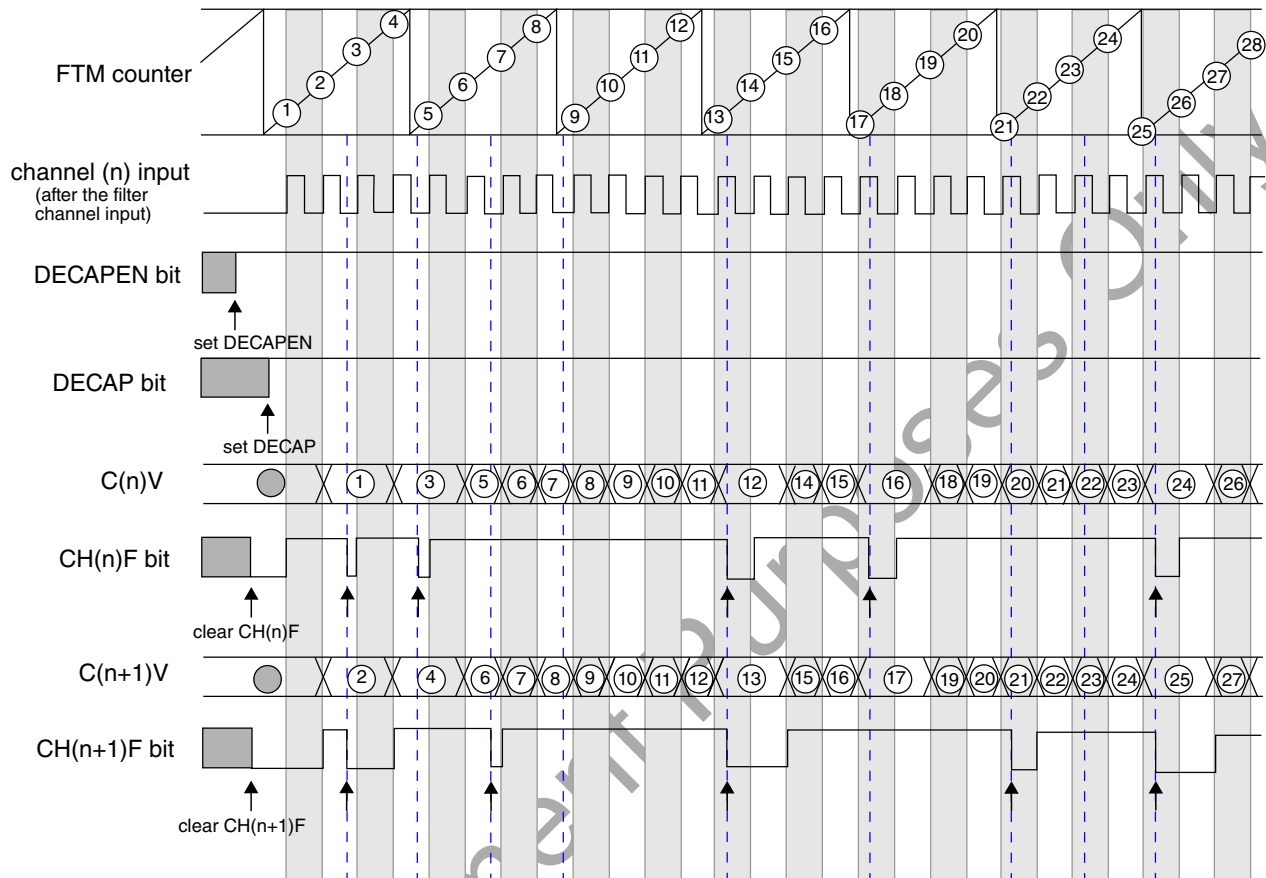 4 8 12 16 20 24 28
3 7 11 15 19 23 27
FTM counter
2 6 10 14 18 22 26
1 5 9 13 17 21 25
channel (n) input
(after the filter
channel input)
DECAPEN bit
set DECAPEN
DECAP bit
set DECAP
C(n)V 1 3 5 6 7 8 9 10 11 12 14 15 16 18 19 20 21 22 23 24 26
CH(n)F bit
clear CH(n)F
C(n+1)V 2 4 6 7 8 9 10 11 12 13 15 16 17 19 20 21 22 23 24 25 27
CH(n+1)F bit
clear CH(n+1)F
Purposes Only